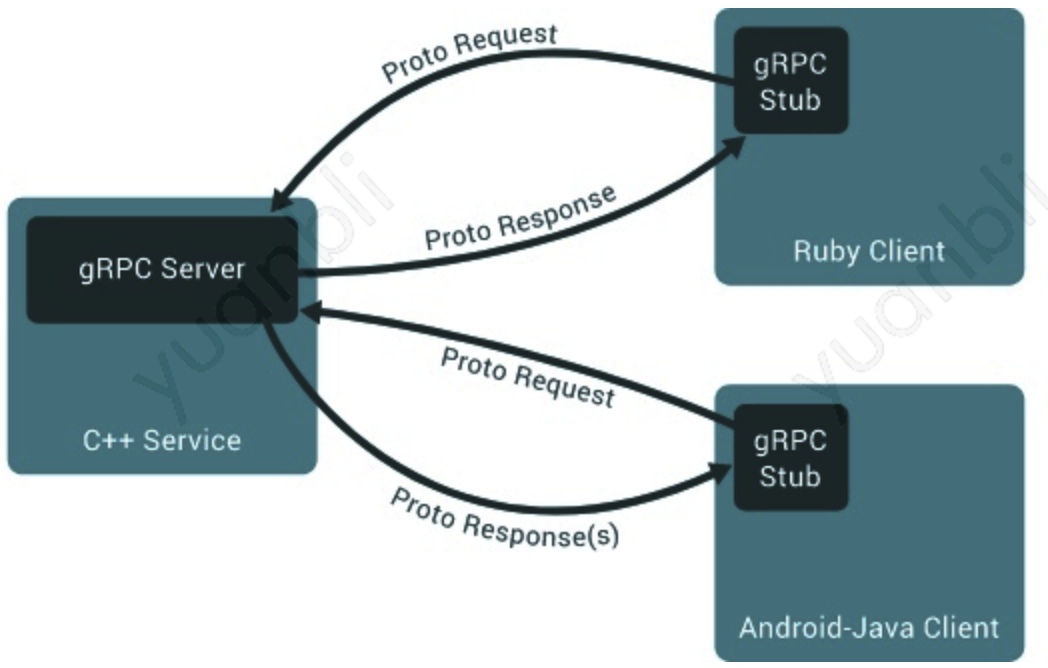 Proto Request
gRPC
Stub
Proto Response
Ruby Client
gRPC Server
C++ Service
Proto Request
gRPC
Stub
Proto Response(s)
Android-Java Client
yuanbli
yuanbli